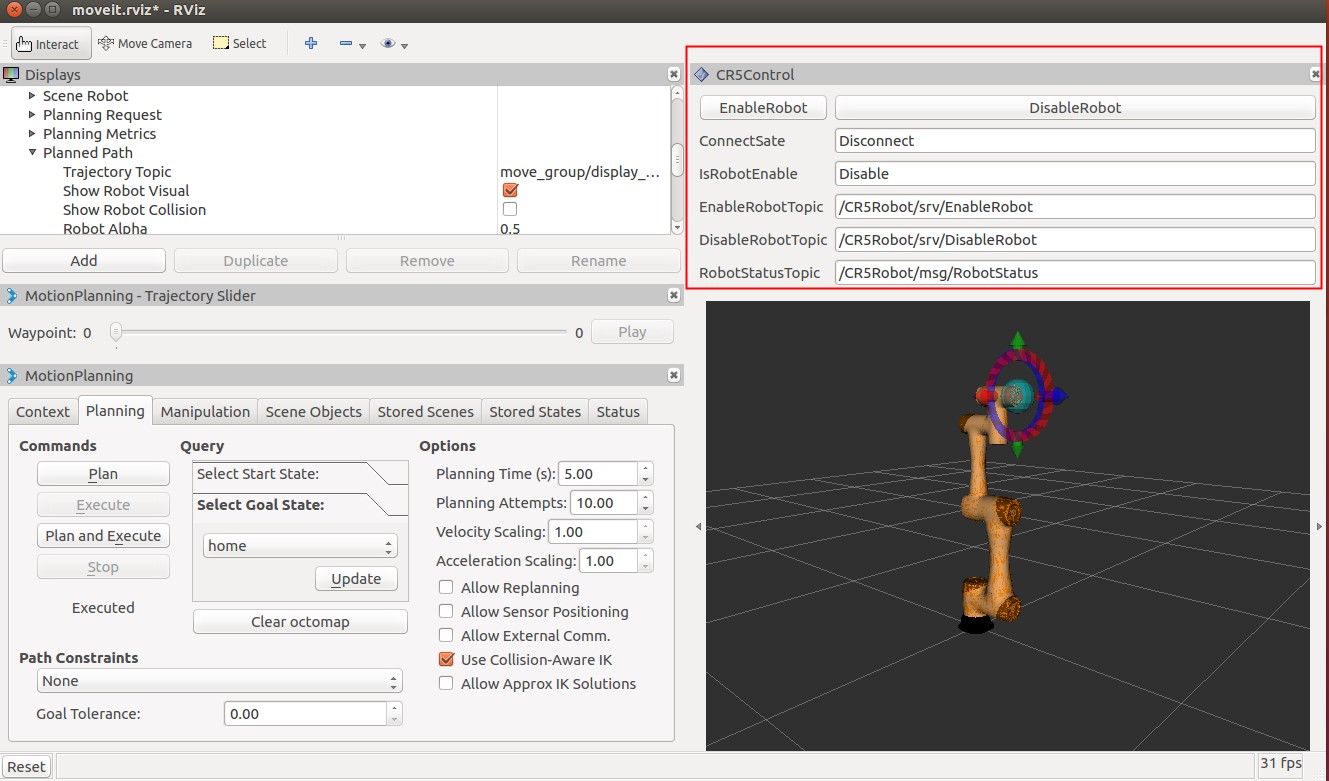 moveit.rviz* - RViz
Interact Move Camera Select
Displays
Scene Robot
Planning Request
Planning Metrics
Planned Path
Trajectory Topic move_group/display_...
Show Robot Visual
Show Robot Collision
Robot Alpha 0.5
Add Duplicate Remove Rename
MotionPlanning - Trajectory Slider
Waypoint: 0 0 Play
MotionPlanning
Context Planning Manipulation Scene Objects Stored Scenes Stored States Status
Commands
Plan
Execute
Plan and Execute
Stop
Executed
Query
Select Start State:
Select Goal State:
home
Update
Clear octomap
Options
Planning Time (s): 5.00
Planning Attempts: 10.00
Velocity Scaling: 1.00
Acceleration Scaling: 1.00
Allow Replanning
Allow Sensor Positioning
Allow External Comm.
Use Collision-Aware IK
Allow Approx IK Solutions
Path Constraints
None
Goal Tolerance: 0.00
CR5Control
EnableRobot DisableRobot
ConnectSate Disconnect
IsRobotEnable Disable
EnableRobotTopic /CR5Robot/srv/EnableRobot
DisableRobotTopic /CR5Robot/srv/DisableRobot
RobotStatusTopic /CR5Robot/msg/RobotStatus
Reset
31 fps